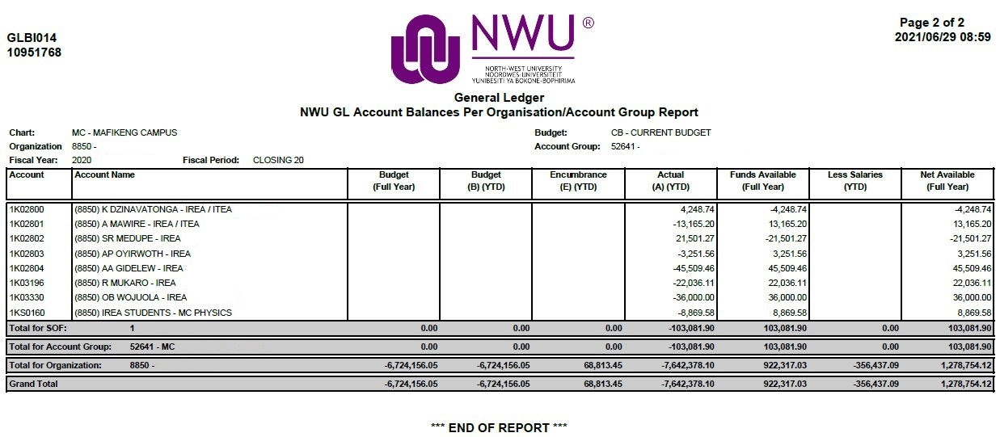 GLBI014
10951768
NWU®
NORTH-WEST UNIVERSITY
NOORDWES-UNIVERSITEIT
YUNIBESITI YA BOKONE-BOPHIRIMA
Page 2 of 2
2021/06/29 08:59
General Ledger
NWU GL Account Balances Per Organisation/Account Group Report
Chart: MC - MAFIKENG CAMPUS Budget: CB - CURRENT BUDGET
Organization 8850 - Account Group: 52641 -
Fiscal Year: 2020 Fiscal Period: CLOSING 20
Account Account Name Budget Budget Encumbrance Actual Funds Available Less Salaries Net Available
(Full Year) (B) (YTD) (E) (YTD) (A) (YTD) (Full Year) (YTD) (Full Year)
1K02800 (8850) K DZINAVATONGA - IREA / ITEA 4,248.74 -4,248.74 -4,248.74
1K02801 (8850) A MAWIRE - IREA / ITEA -13,165.20 13,165.20 13,165.20
1K02802 (8850) SR MEDUPE - IREA 21,501.27 -21,501.27 -21,501.27
1K02803 (8850) AP OYIRWOTH - IREA -3,251.56 3,251.56 3,251.56
1K02804 (8850) AA GIDELEW - IREA -45,509.46 45,509.46 45,509.46
1K03196 (8850) R MUKARO - IREA -22,036.11 22,036.11 22,036.11
1K03330 (8850) OB WOJUOLA - IREA -36,000.00 36,000.00 36,000.00
1KS0160 (8850) IREA STUDENTS - MC PHYSICS -8,869.58 8,869.58 8,869.58
Total for SOF: 1 0.00 0.00 0.00 -103,081.90 103,081.90 0.00 103,081.90
Total for Account Group: 52641 - MC 0.00 0.00 0.00 -103,081.90 103,081.90 0.00 103,081.90
Total for Organization: 8850 - -6,724,156.05 -6,724,156.05 68,813.45 -7,642,378.10 922,317.03 -356,437.09 1,278,754.12
Grand Total -6,724,156.05 -6,724,156.05 68,813.45 -7,642,378.10 922,317.03 -356,437.09 1,278,754.12
*** END OF REPORT ***